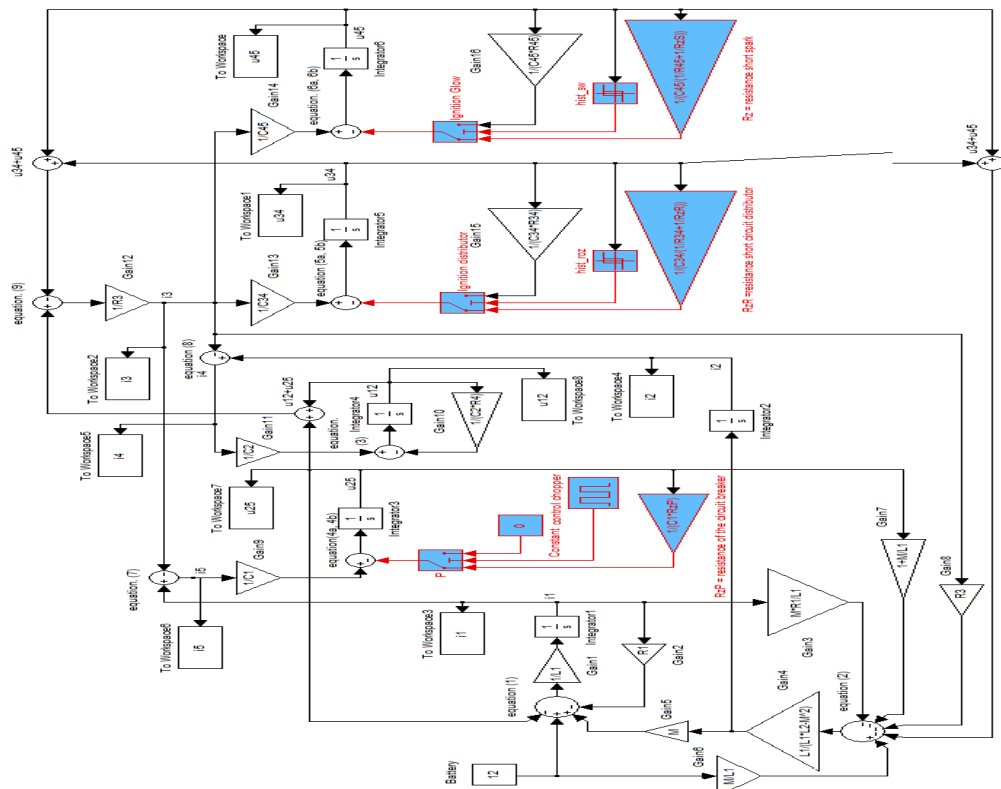 Battery
12
Gain6
M/L1
equation (1)
Gain5
M
1/L1
Gain1
R1
Gain2
1
s
Integrator1
i1
To Workspace3
i1
Gain4
L1/(L1*L2-M^2)
equation (2)
Gain3
M*R1/L1
Gain8
R3
Gain7
1+M/L1
To Workspace6
i5
equation. (7)
i5
Gain9
1/C1
equation(4a, 4b)
1
s
Integrator3
u25
To Workspace7
u25
P
0
Constant control chopper
1/(C1*RzP)
RzP = resistance of the circuit breaker
1
s
Integrator2
i2
To Workspace4
i2
To Workspace5
i4
equation (8)
i4
Gain11
1/C2
equation.
(3)
1
s
Integrator4
u12
u12+u25
Gain10
1/(C2*R4)
To Workspace8
u12
To Workspace2
i3
equation. (9)
Gain12
1/R3
i3
Gain13
1/C34
equation (5a, 5b)
1
s
Integrator5
u34
To Workspace1
u34
Gain15
1/(C34*R34)
Ignition distributor
hist_roz
1/(C34/(1/R34+1/RzR))
RzR =resistance short circuit distributor
u34+u45
Gain14
1/C45
equation. (6a, 6b)
1
s
Integrator6
u45
To Workspace
u45
Gain16
1/(C45*R45)
Ignition Glow
hist_sw
1/(C45/(1/R45+1/RzS))
Rz = resistance short spark
u34+u45